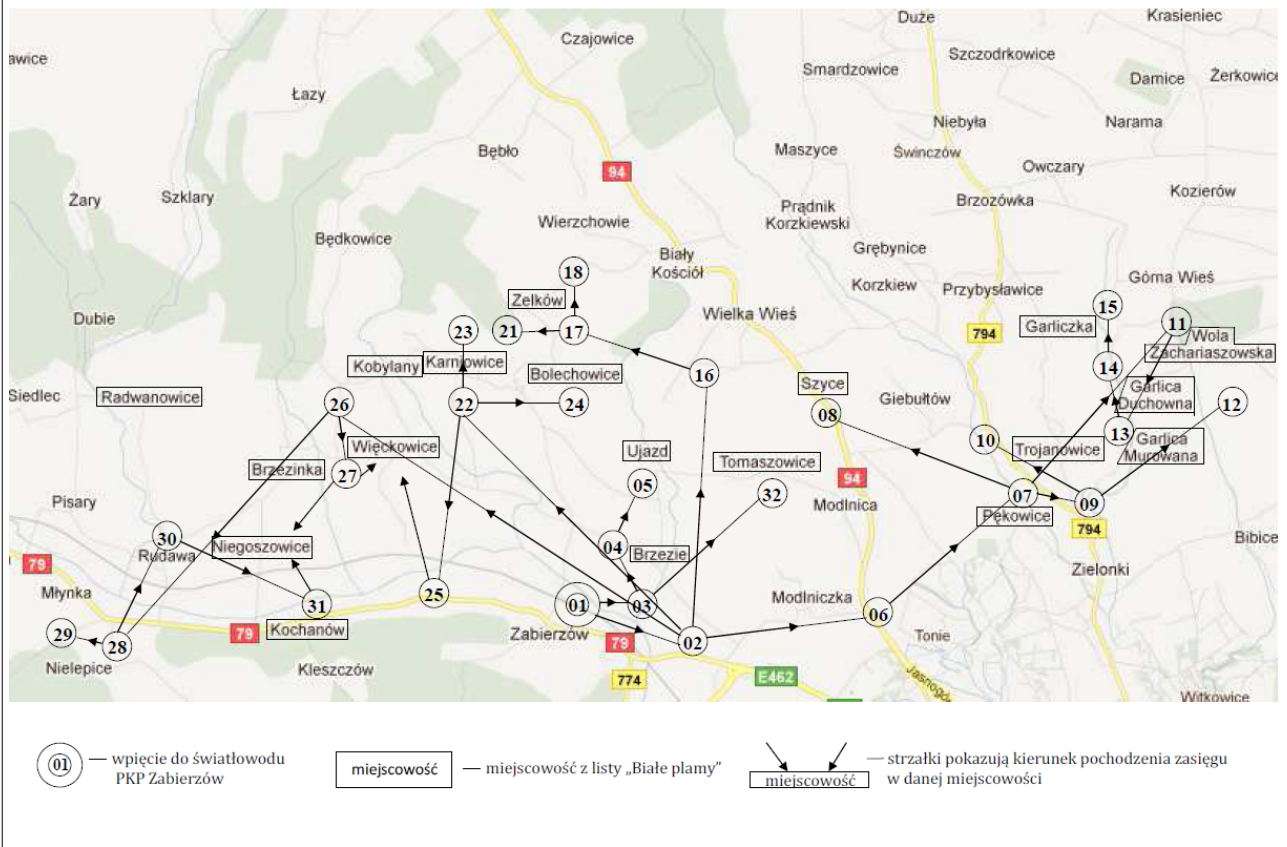 Duże
Krasieniec
Czajowice
Szczodrkowice
awice
Smardzowice
Damice
Żerkowice
Łazy
Niebyła
Narama
Bębło
Maszyce
Świnczów
94
Owczary
Żary
Szklary
Kozierów
Brzozówka
Prądnik
Korzkiewski
Wierzchowie
Będkowice
Grębynice
Biały
Kościół
18
Górna Wieś
Korzkiew
Przybysławice
Zelków
15
Dubie
Wielka Wieś
23
21
17
794
Garliczka
11
Wola
Zachariaszowska
Kobylany
Karniowice
14
Bolechowice
16
Siedlec
Radwanowice
Szyce
Garlica
Duchowna
26
22
24
08
Giebułtów
12
13
10
Więckowice
Ujazd
Trojanowice
Garlica
Murowana
Brzezinka
27
Tomaszowice
94
05
32
07
09
Pisary
Modlnica
Pękowice
794
30
Niegoszowice
04
Brzezie
Bibice
Rudawa
79
Zielonki
Młynka
25
31
01
03
Modlniczka
06
29
28
79
Kochanów
Zabierzów
79
02
Tonie
Nielepice
Kleszczów
774
E462
Jasnogó
Witkowice
01
— wpięcie do światłowodu
PKP Zabierzów
miejscowość
— miejscowość z listy „Białe plamy”
miejscowość
— strzałki pokazują kierunek pochodzenia zasięgu
w danej miejscowości